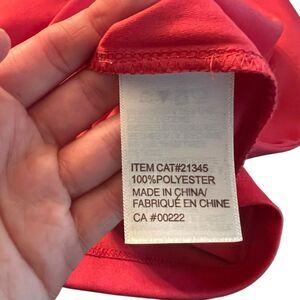 ITEM CAT#21345
100%POLYESTER
MADE IN CHINA/
FABRIQUÉ EN CHINE
CA #00222